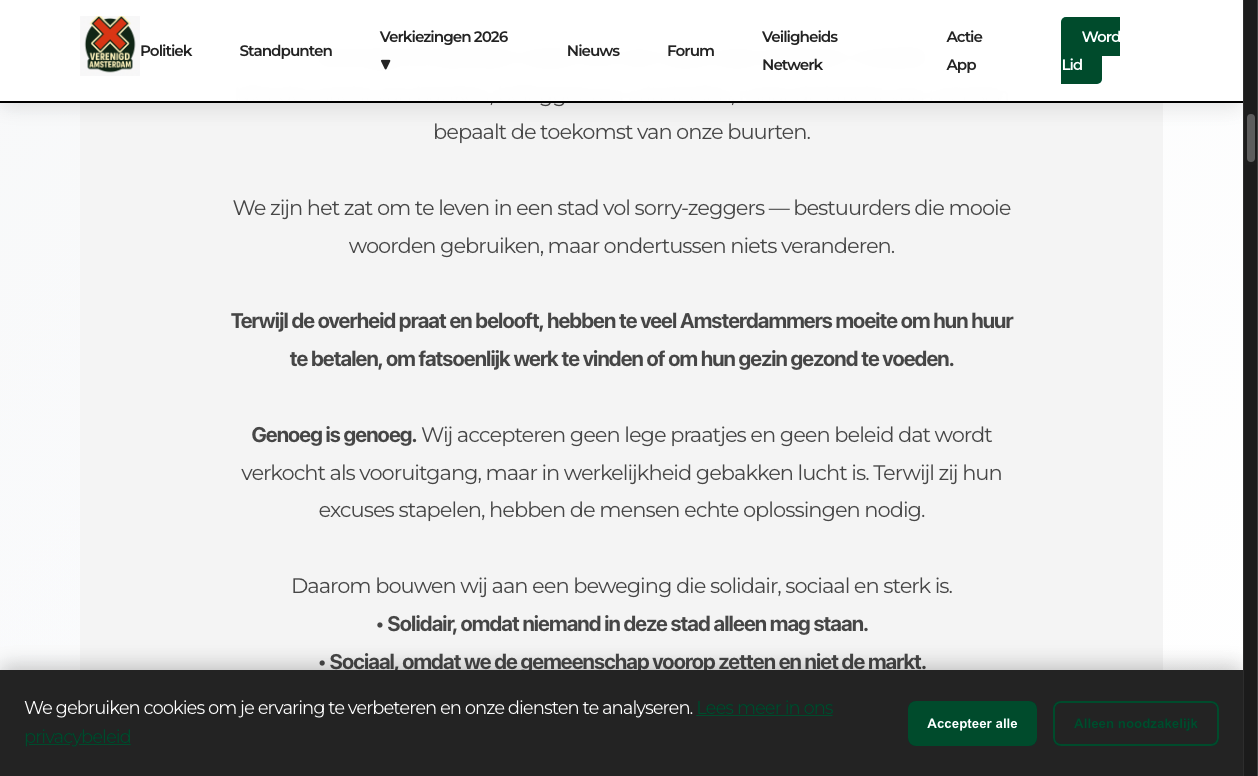 VERENIGD
AMSTERDAM
Politiek
Standpunten
Verkiezingen 2026
▼
Nieuws
Forum
Veiligheids
Netwerk
Actie
App
Word
Lid
bepaalt de toekomst van onze buurten.
We zijn het zat om te leven in een stad vol sorry-zeggers — bestuurders die mooie
woorden gebruiken, maar ondertussen niets veranderen.
Terwijl de overheid praat en belooft, hebben te veel Amsterdammers moeite om hun huur
te betalen, om fatsoenlijk werk te vinden of om hun gezin gezond te voeden.
Genoeg is genoeg. Wij accepteren geen lege praatjes en geen beleid dat wordt
verkocht als vooruitgang, maar in werkelijkheid gebakken lucht is. Terwijl zij hun
excuses stapelen, hebben de mensen echte oplossingen nodig.
Daarom bouwen wij aan een beweging die solidair, sociaal en sterk is.
• Solidair, omdat niemand in deze stad alleen mag staan.
• Sociaal, omdat we de gemeenschap voorop zetten en niet de markt.
We gebruiken cookies om je ervaring te verbeteren en onze diensten te analyseren. Lees meer in ons
privacybeleid
Accepteer alle
Alleen noodzakelijk